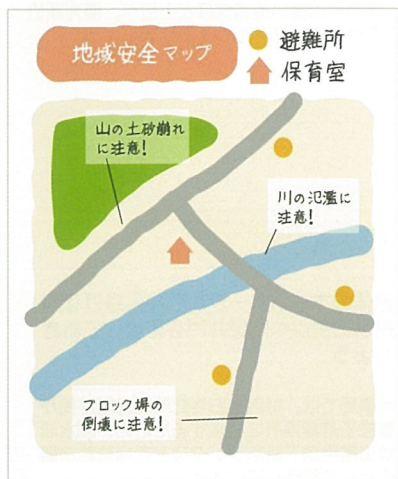 地域安全マップ
避難所
保育室
山の土砂崩れ
に注意!
川の氾濫に
注意!
ブロック塀の
倒壊に注意!